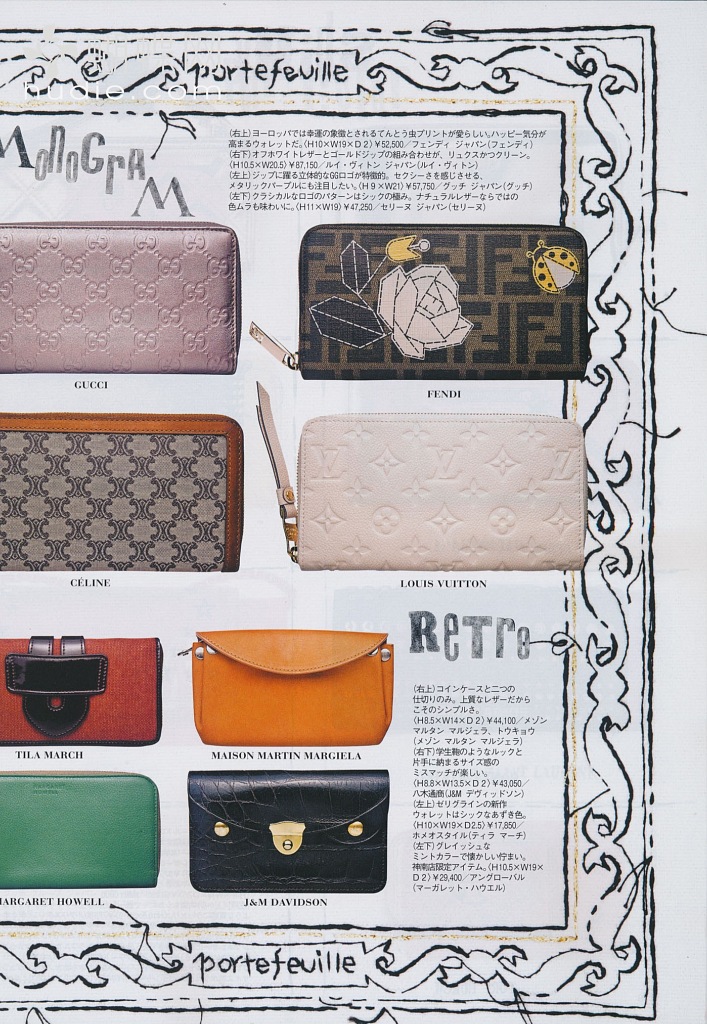 portefeuille
hudie.com
MONOGRAM
(右上)ヨーロッパでは幸運の象徴とされるてんとう虫プリントが愛らしい。ハッピー気分が
高まるウォレットだ。〈H10×W19×D２〉¥52,500／フェンディ ジャパン(フェンディ)
(右下)オフホワイトレザーとゴールドジップの組み合わせが、リュクスかつクリーン。
〈H10.5×W20.5〉¥87,150／ルイ・ヴィトン ジャパン(ルイ・ヴィトン)
(左上)ジップに躍る立体的なGGロゴが特徴的。セクシーさを感じさせる、
メタリックパープルにも注目したい。〈H９×W21〉¥57,750／グッチ ジャパン(グッチ)
(左下)クラシカルなロゴのパターンはシックの極み。ナチュラルレザーならではの
色ムラも味わいに。〈H11×W19〉¥47,250／セリーヌ ジャパン(セリーヌ)
GUCCI
FENDI
CÉLINE
LOUIS VUITTON
RETRO
(右上)コインケースと二つの
仕切りのみ。上質なレザーだから
こそのシンプルさ。
〈H8.5×W14×D２〉¥44,100／メゾン
マルタン マルジェラ、トウキョウ
(メゾン マルタン マルジェラ)
(右下)学生鞄のようなルックと
片手に納まるサイズ感の
ミスマッチが楽しい。
〈H8.8×W13.5×D２〉¥43,050／
八木通商(J&M デヴィッドソン)
(左上)ゼリグラインの新作
ウォレットはシックなあずき色。
〈H10×W19×D2.5〉¥17,850／
ホメオスタイル(ティラ マーチ)
(左下)グレイッシュな
ミントカラーで懐かしい佇まい。
神南店限定アイテム。〈H10.5×W19×
D２〉¥29,400／アングローバル
(マーガレット・ハウエル)
TILA MARCH
MAISON MARTIN MARGIELA
MARGARET HOWELL
J&M DAVIDSON
portefeuille